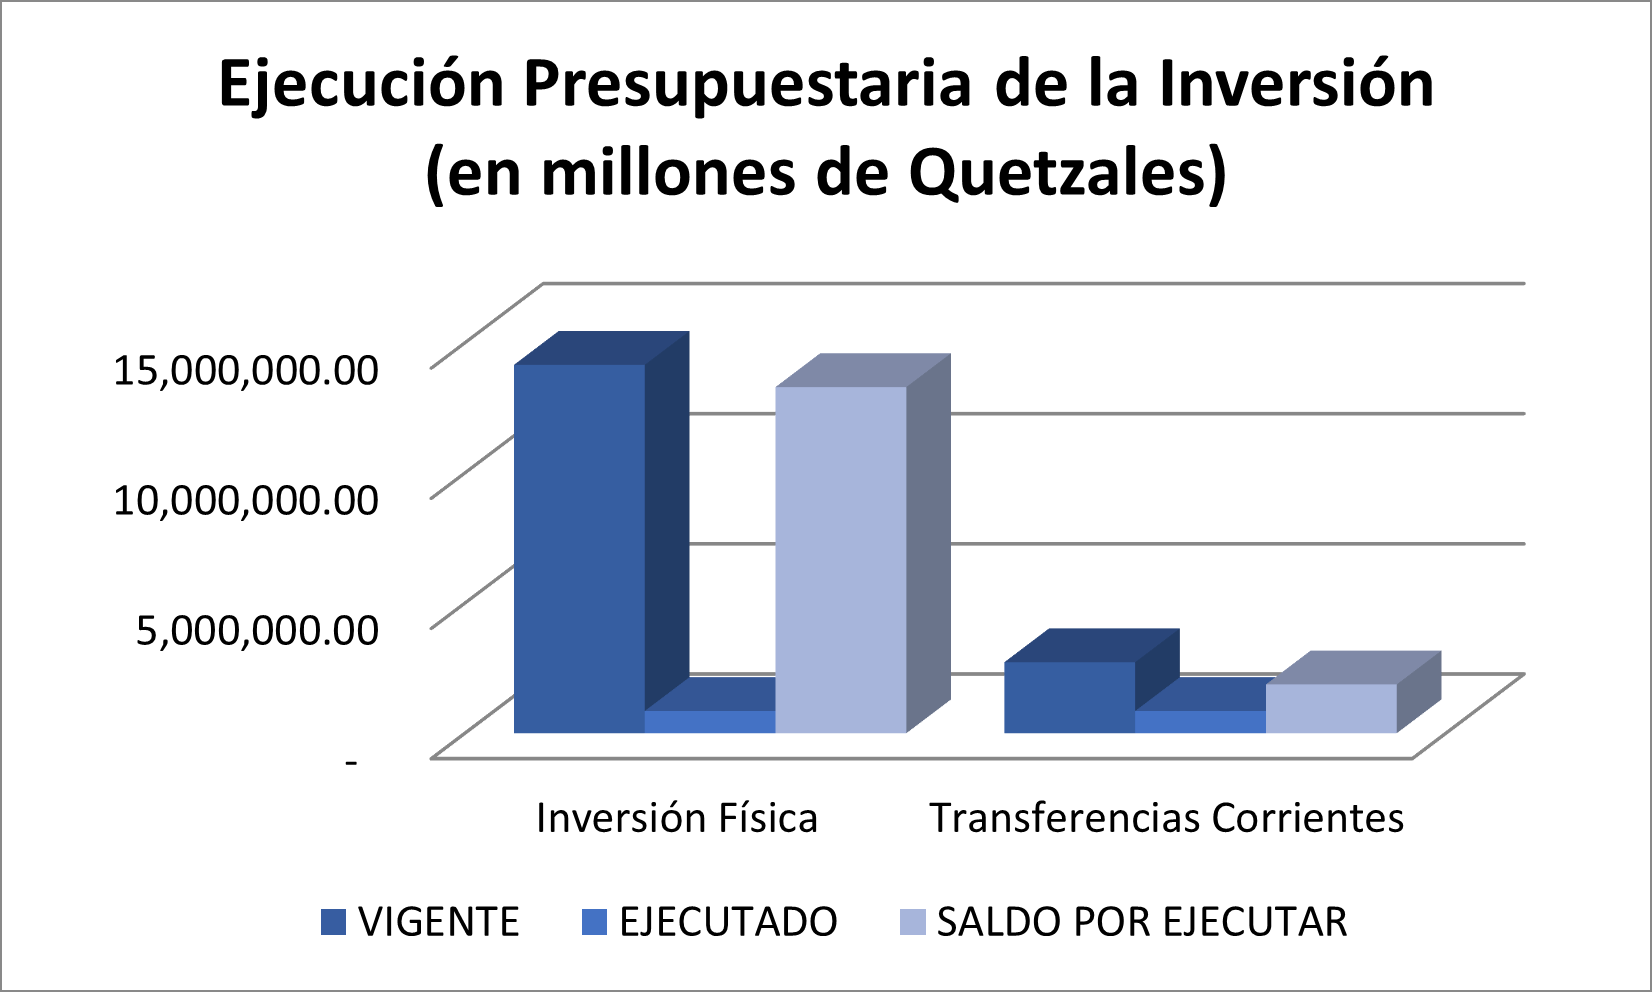 Ejecución Presupuestaria de la Inversión
(en millones de Quetzales)
15,000,000.00
10,000,000.00
5,000,000.00
-
Inversión Física Transferencias Corrientes
VIGENTE EJECUTADO SALDO POR EJECUTAR